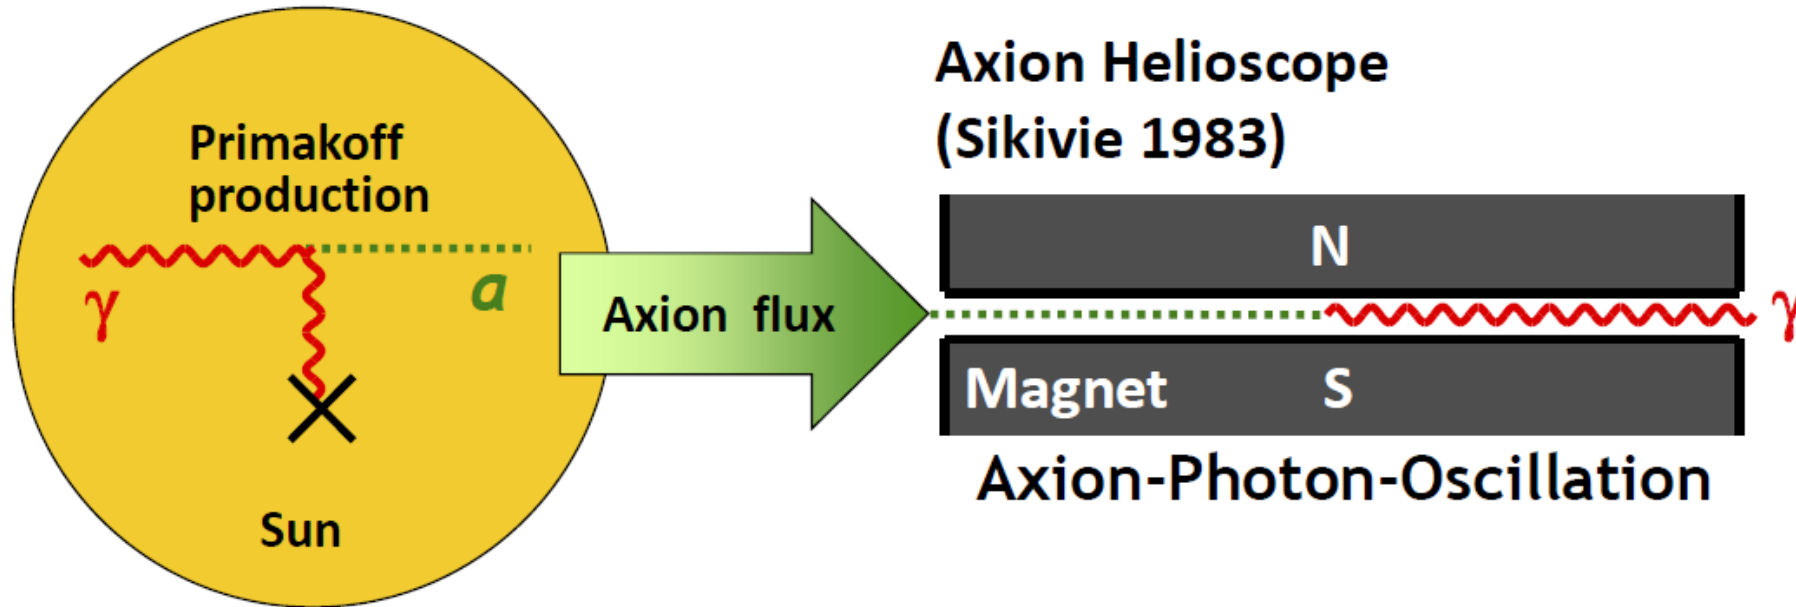 Primakoff
production
γ
a
Sun
Axion flux
Axion Helioscope
(Sikivie 1983)
N
γ
Magnet S
Axion-Photon-Oscillation